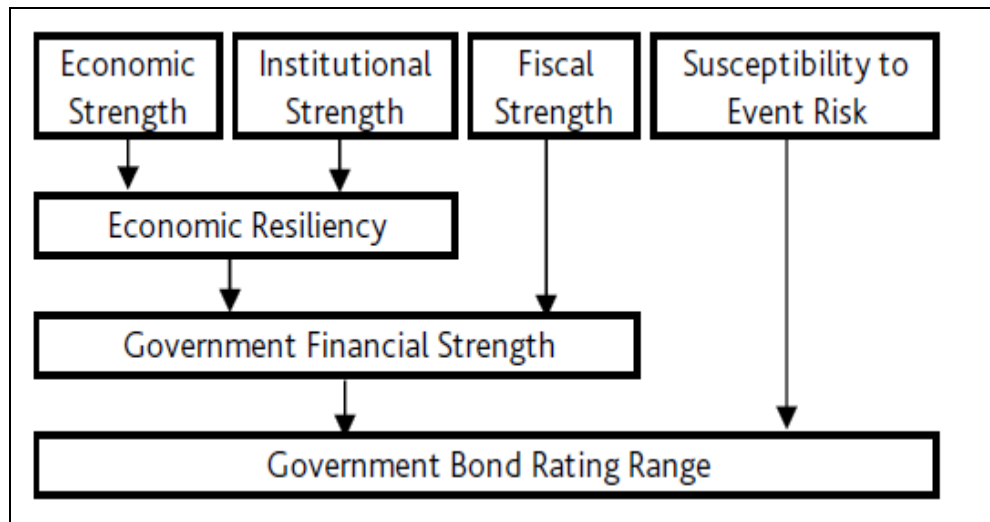 Economic
Strength
Institutional
Strength
Fiscal
Strength
Susceptibility to
Event Risk
Economic Resiliency
Government Financial Strength
Government Bond Rating Range